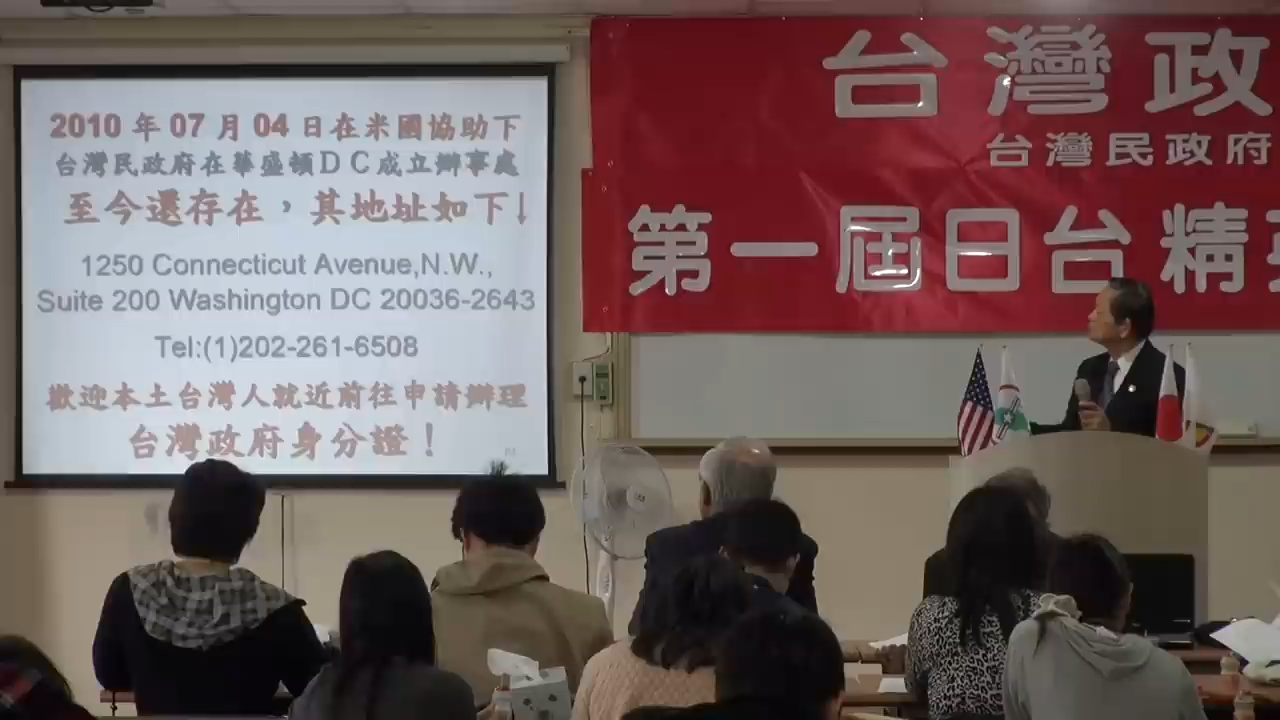 2010 年 07 月 04 日在米國協助下
台灣民政府在華盛頓DC成立辦事處
至今還存在，其地址如下↓
1250 Connecticut Avenue,N.W.,
Suite 200 Washington DC 20036-2643
Tel:(1)202-261-6508
歡迎本土台灣人就近前往申請辦理
台灣政府身分證！
台灣政
台灣民政府
第一屆日台精